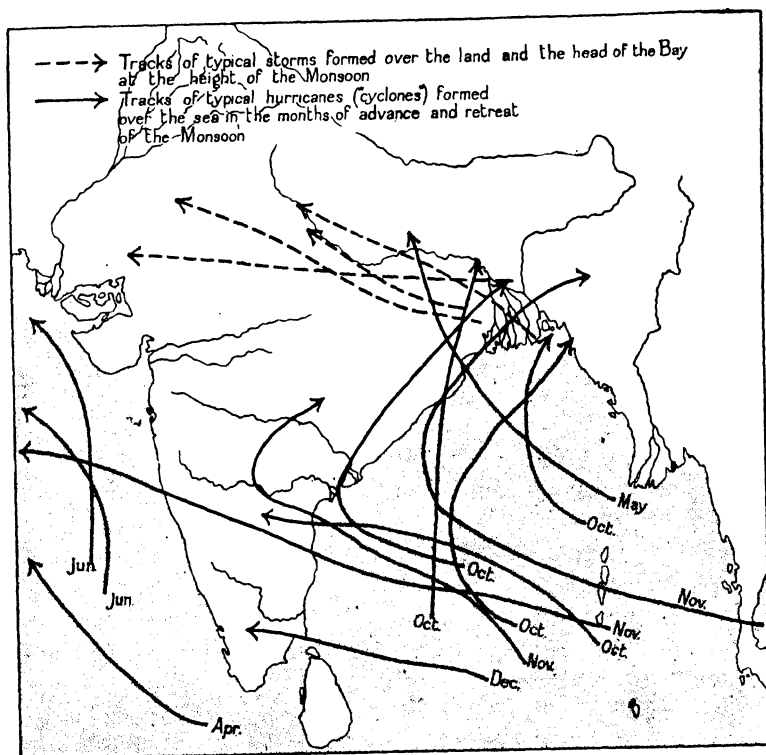 Tracks of typical storms formed over the land and the head of the Bay
at the height of the Monsoon
Tracks of typical hurricanes ("cyclones") formed
over the sea in the months of advance and retreat
of the Monsoon
May
Oct.
Jun.
Jun.
Oct.
Nov.
Oct.
Oct.
Nov.
Oct.
Nov.
Dec.
Apr.